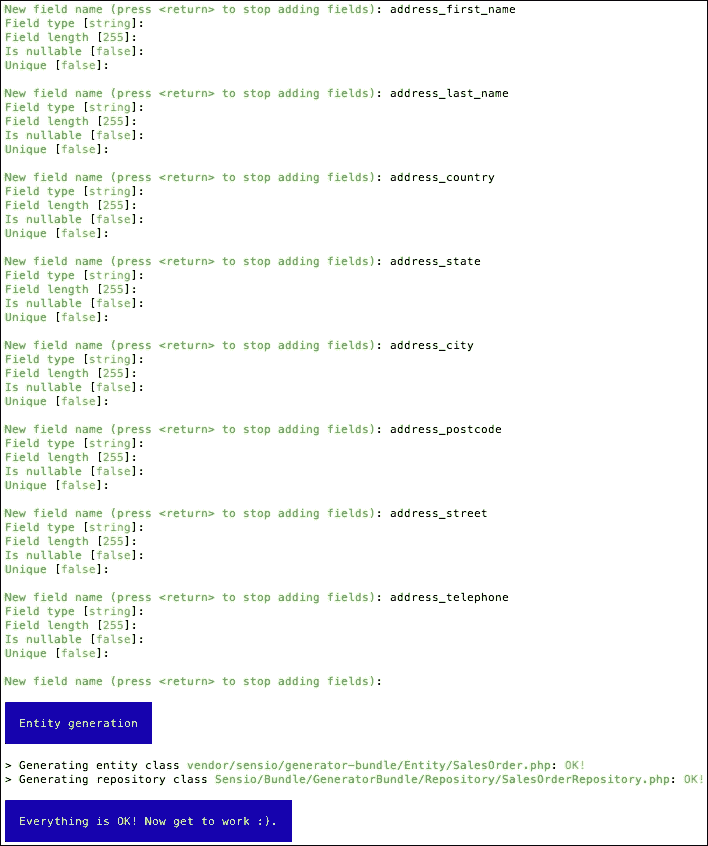 New field name (press <return> to stop adding fields): address_first_name
Field type [string]:
Field length [255]:
Is nullable [false]:
Unique [false]:
New field name (press <return> to stop adding fields): address_last_name
Field type [string]:
Field length [255]:
Is nullable [false]:
Unique [false]:
New field name (press <return> to stop adding fields): address_country
Field type [string]:
Field length [255]:
Is nullable [false]:
Unique [false]:
New field name (press <return> to stop adding fields): address_state
Field type [string]:
Field length [255]:
Is nullable [false]:
Unique [false]:
New field name (press <return> to stop adding fields): address_city
Field type [string]:
Field length [255]:
Is nullable [false]:
Unique [false]:
New field name (press <return> to stop adding fields): address_postcode
Field type [string]:
Field length [255]:
Is nullable [false]:
Unique [false]:
New field name (press <return> to stop adding fields): address_street
Field type [string]:
Field length [255]:
Is nullable [false]:
Unique [false]:
New field name (press <return> to stop adding fields): address_telephone
Field type [string]:
Field length [255]:
Is nullable [false]:
Unique [false]:
New field name (press <return> to stop adding fields):
Entity generation
> Generating entity class vendor/sensio/generator-bundle/Entity/SalesOrder.php: OK!
> Generating repository class Sensio/Bundle/GeneratorBundle/Repository/SalesOrderRepository.php: OK!
Everything is OK! Now get to work :).